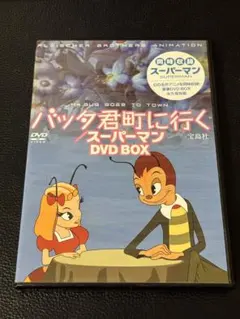 FLEISCHER BROTHERS ANIMATION
同時収録
スーパーマン
MR. BUG GOES TO TOWN
バッタ君町に行く
スーパーマン
DVD BOX
宝島社
DVD